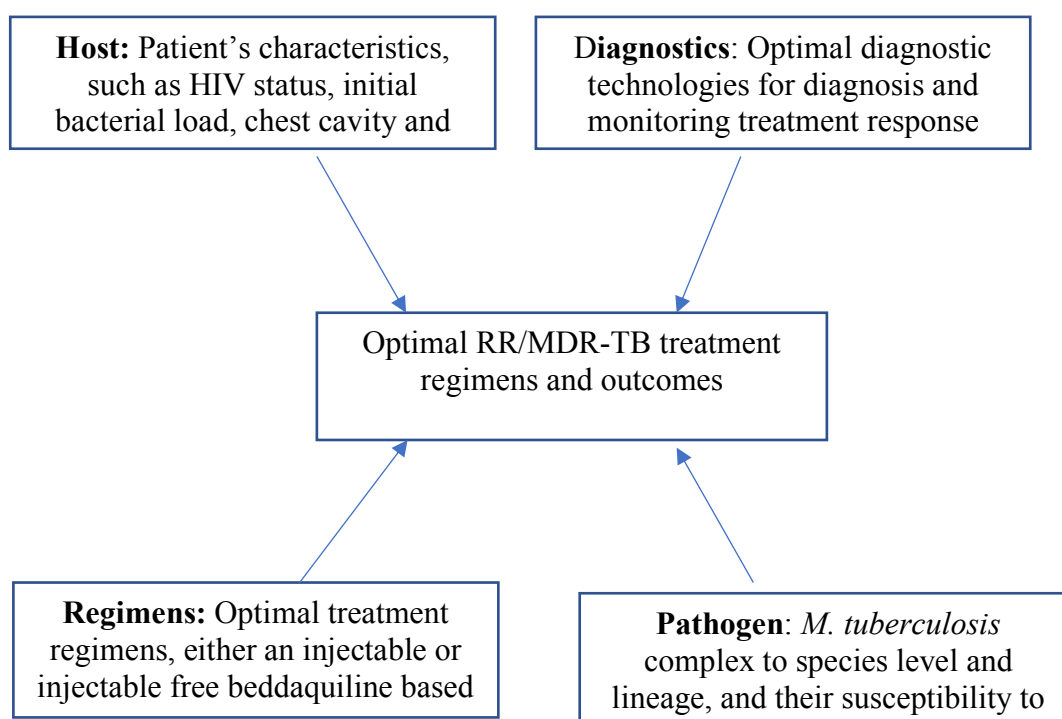 Host: Patient’s characteristics,
such as HIV status, initial
bacterial load, chest cavity and
Diagnostics: Optimal diagnostic
technologies for diagnosis and
monitoring treatment response
Optimal RR/MDR-TB treatment
regimens and outcomes
Regimens: Optimal treatment
regimens, either an injectable or
injectable free beddaquiline based
Pathogen: M. tuberculosis
complex to species level and
lineage, and their susceptibility to